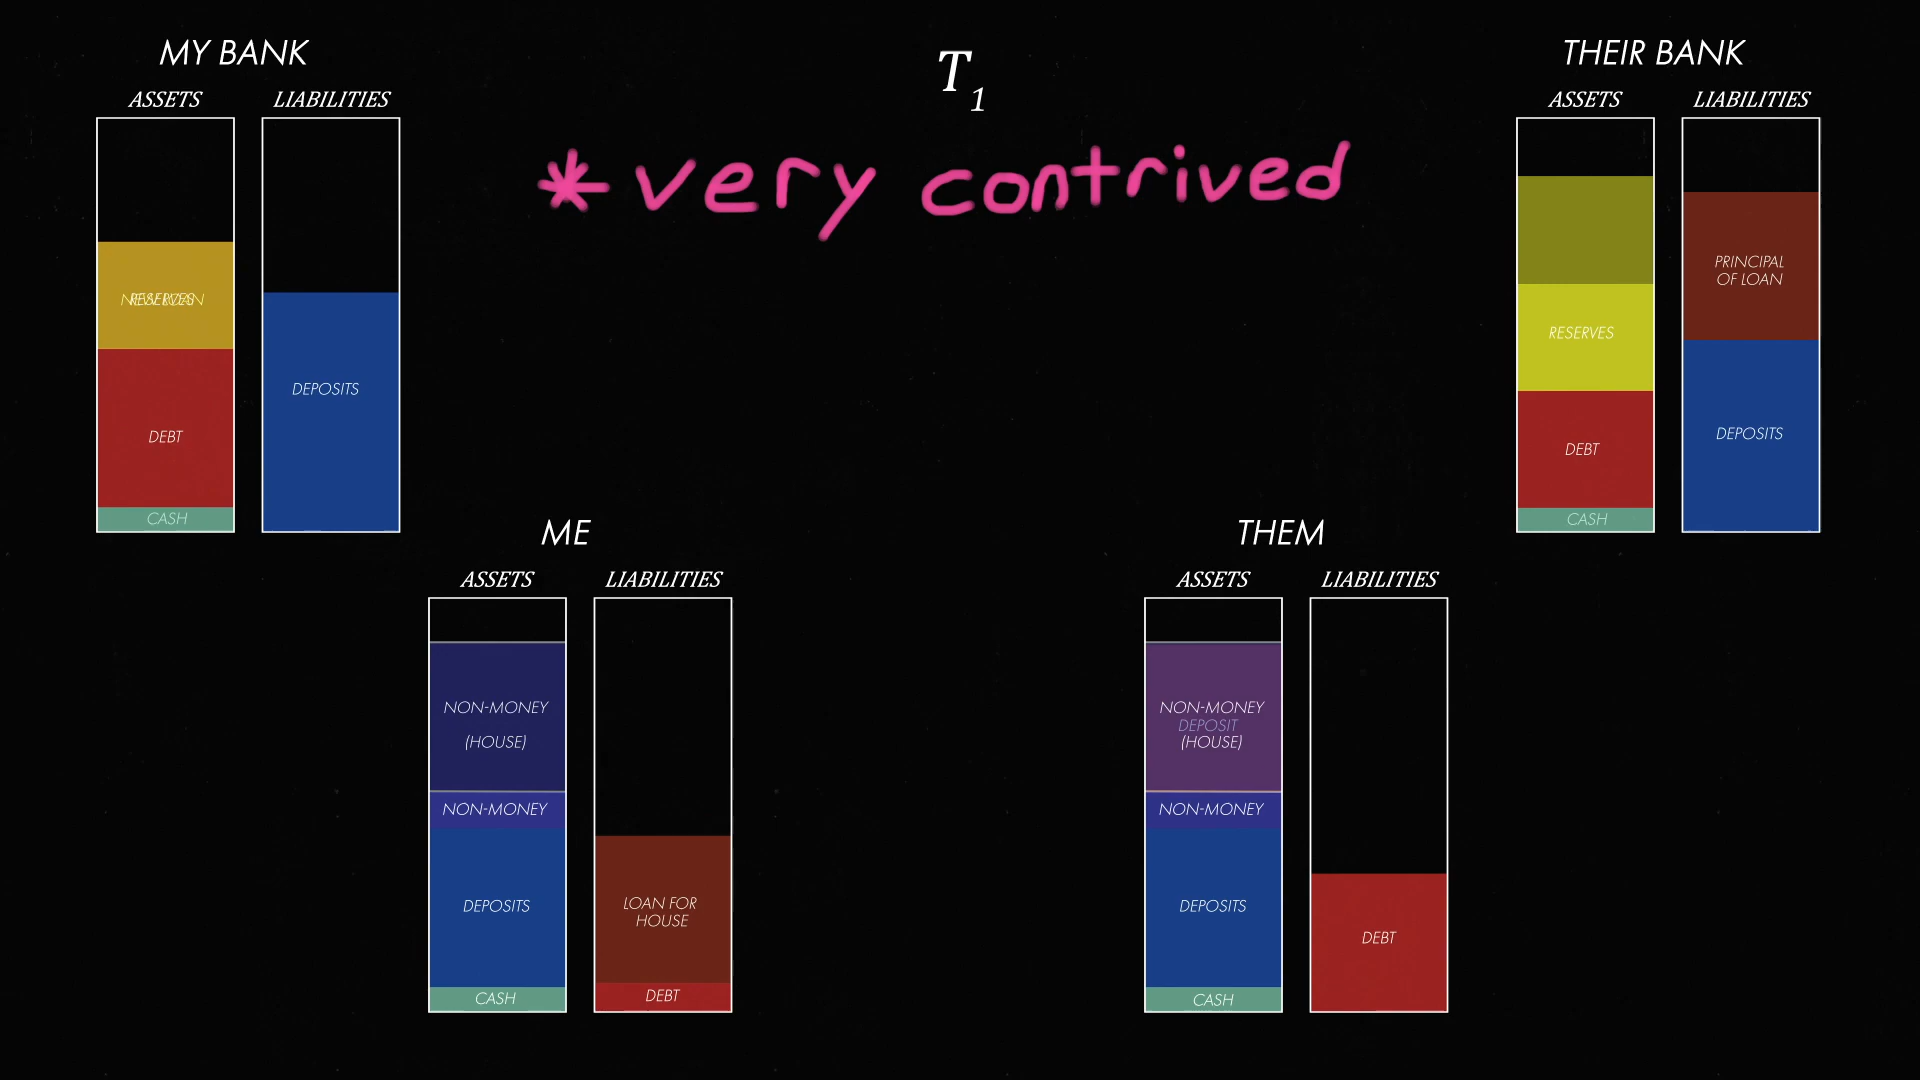 MY BANK
ASSETS LIABILITIES
RESERVES
DEBT
CASH
DEPOSITS
T1
*very contrived
THEIR BANK
ASSETS LIABILITIES
RESERVES
DEBT
CASH
PRINCIPAL
OF LOAN
DEPOSITS
ME
ASSETS LIABILITIES
NON-MONEY
(HOUSE)
NON-MONEY
DEPOSITS
CASH
LOAN FOR
HOUSE
DEBT
THEM
ASSETS LIABILITIES
NON-MONEY
DEPOSIT
(HOUSE)
NON-MONEY
DEPOSITS
CASH
DEBT